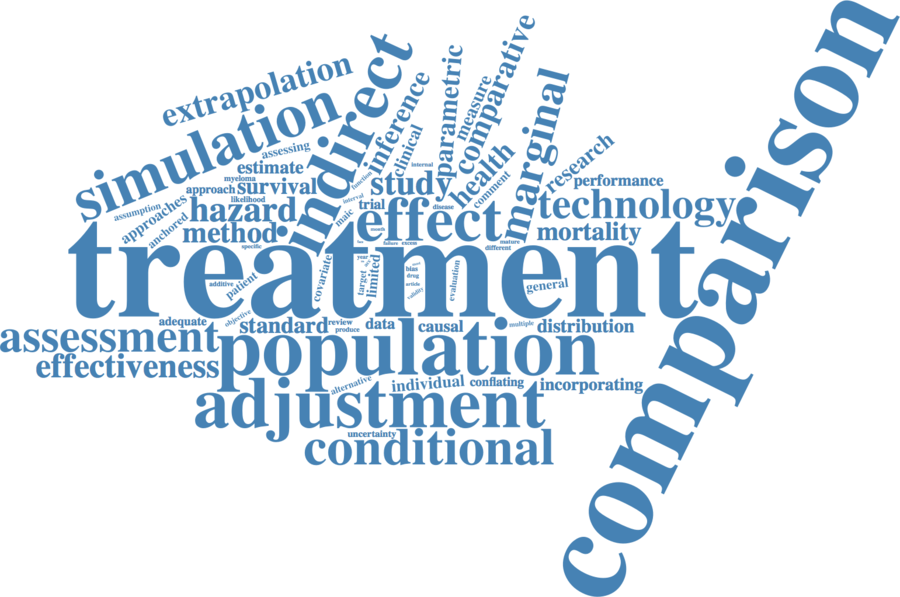 comparison
treatment
population
adjustment
indirect
simulation
effect
conditional
marginal
assessment
technology
comparative
extrapolation
hazard
study
health
effectiveness
inference
parametric
method
mortality
survival
research
standard
distribution
estimate
approaches
measure
clinical
performance
incorporating
individual
causal
data
limited
general
covariate
target
patient
trial
approach
anchored
assumption
assessing
adequate
conflating
comment
evaluation
uncertainty
alternative
objective
review
produce
multiple
maic
likelihood
myeloma
function
interval
internal
disease
different
mature
specific
additive
month
failure
excess
year
bias
drug
article
validity